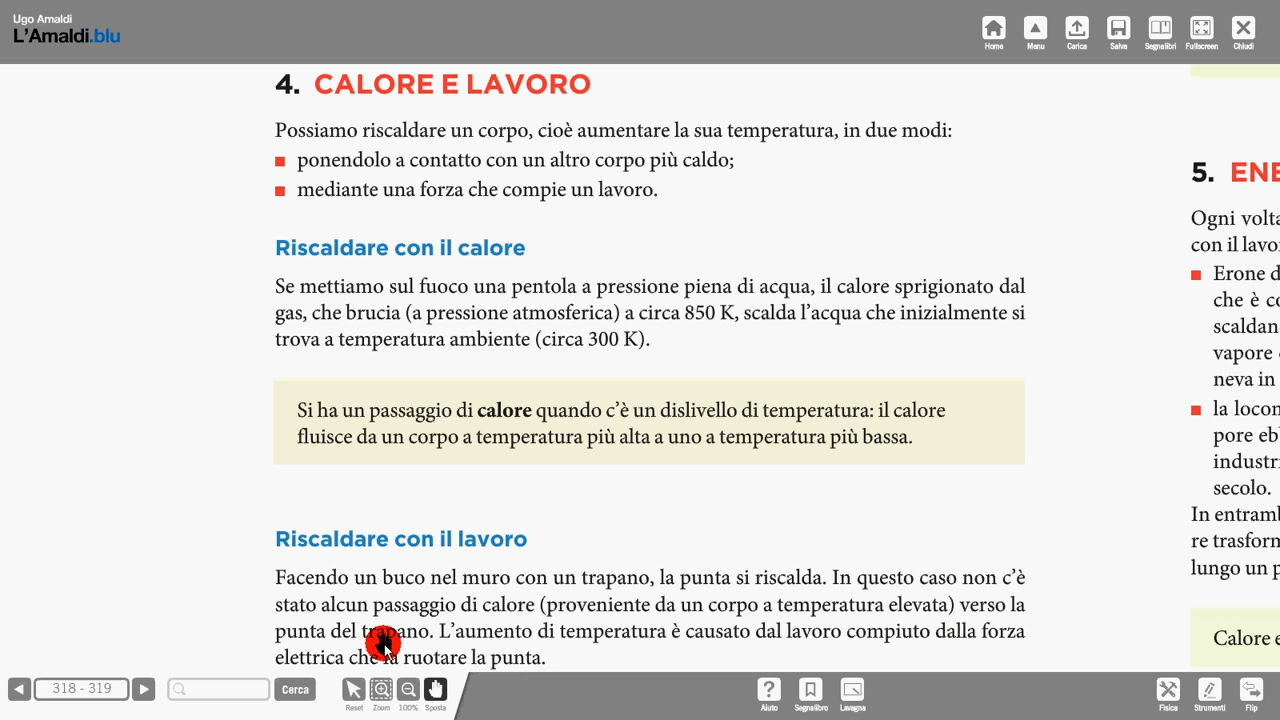 Ugo Amaldi
L'Amaldi.blu
Home
Menu
Carica
Salva
Segnalibri
Fullscreen
Chiudi
4. CALORE E LAVORO
Possiamo riscaldare un corpo, cioè aumentare la sua temperatura, in due modi:
ponendolo a contatto con un altro corpo più caldo;
mediante una forza che compie un lavoro.
Riscaldare con il calore
Se mettiamo sul fuoco una pentola a pressione piena di acqua, il calore sprigionato dal
gas, che brucia (a pressione atmosferica) a circa 850 K, scalda l'acqua che inizialmente si
trova a temperatura ambiente (circa 300 K).
Si ha un passaggio di calore quando c'è un dislivello di temperatura: il calore
fluisce da un corpo a temperatura più alta a uno a temperatura più bassa.
Riscaldare con il lavoro
Facendo un buco nel muro con un trapano, la punta si riscalda. In questo caso non c'è
stato alcun passaggio di calore (proveniente da un corpo a temperatura elevata) verso la
punta del trapano. L'aumento di temperatura è causato dal lavoro compiuto dalla forza
elettrica che fa ruotare la punta.
5. ENE
Ogni volta
con il lavo
Erone d
che è co
scaldan
vapore
neva in
la locon
pore eb
industri
secolo.
In entramb
re trasform
lungo un p
Calore e
318 - 319
Cerca
Reset
Zoom
100%
Sposta
Aiuto
Segnalibro
Lavagna
Fisica
Strumenti
Flip